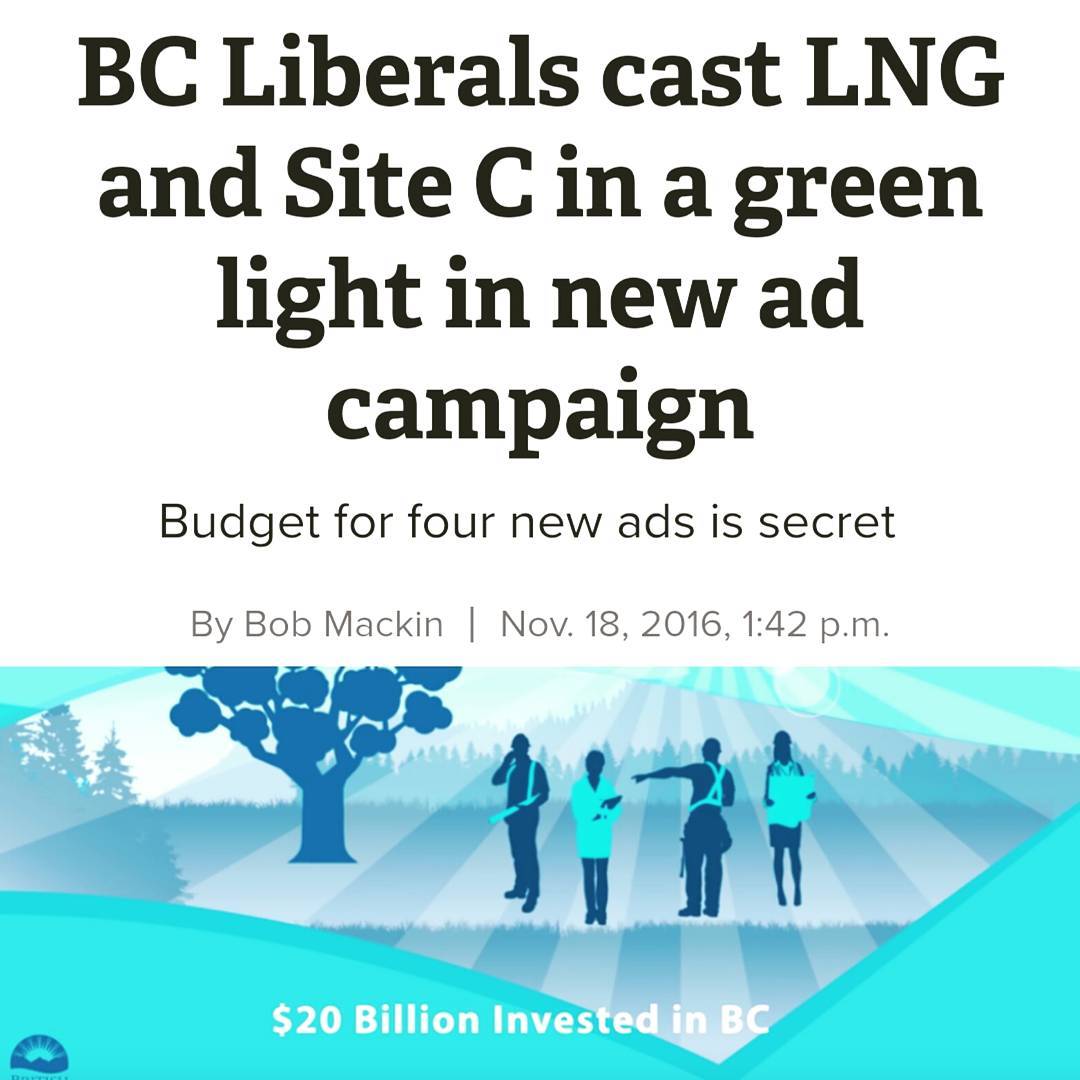 BC Liberals cast LNG
and Site C in a green
light in new ad
campaign
Budget for four new ads is secret
By Bob Mackin | Nov. 18, 2016, 1:42 p.m.
$20 Billion Invested in BC